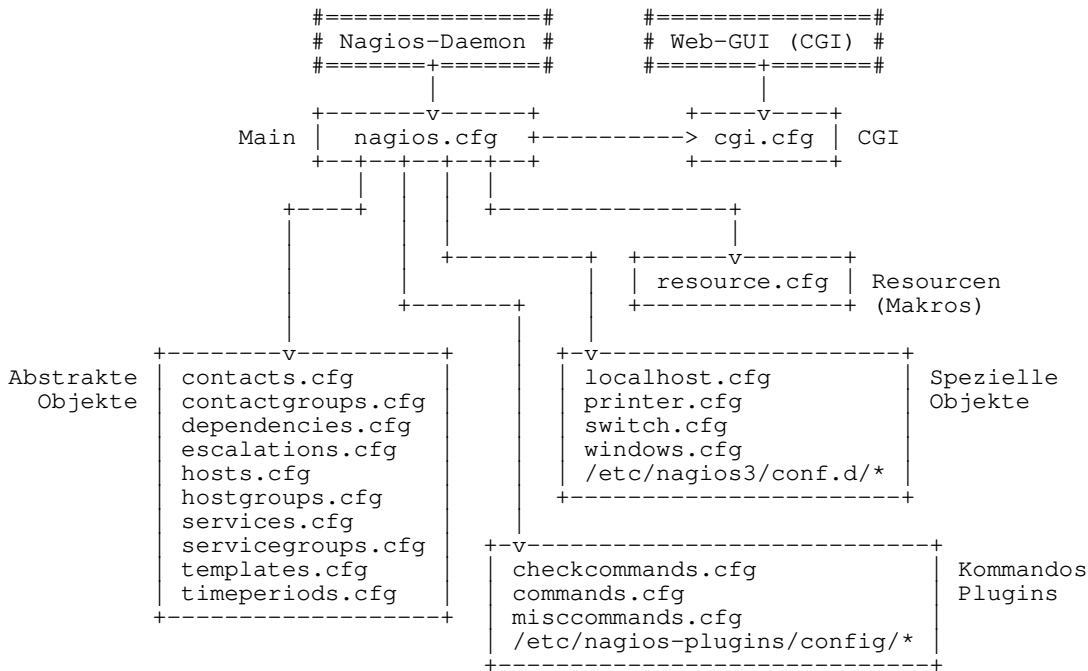 Nagios-Daemon
Web-GUI (CGI)
Main
nagios.cfg
cgi.cfg
CGI
resource.cfg
Resourcen
(Makros)
Abstrakte
Objekte
contacts.cfg
contactgroups.cfg
dependencies.cfg
escalations.cfg
hosts.cfg
hostgroups.cfg
services.cfg
servicegroups.cfg
templates.cfg
timeperiods.cfg
localhost.cfg
printer.cfg
switch.cfg
windows.cfg
/etc/nagios3/conf.d/*
Spezielle
Objekte
checkcommands.cfg
commands.cfg
misccommands.cfg
/etc/nagios-plugins/config/*
Kommandos
Plugins